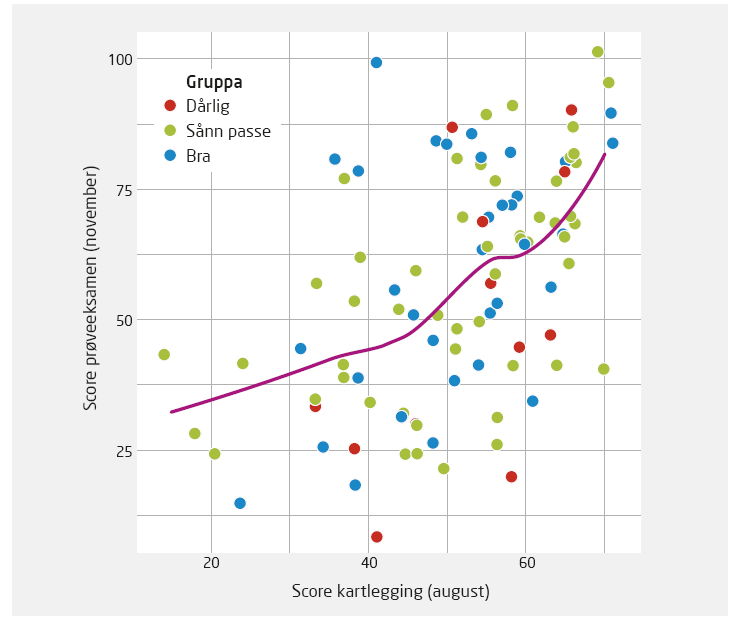 Score prøveeksamen (november)
100
75
50
25
Gruppa
Dårlig
Sånn passe
Bra
20 40 60
Score kartlegging (august)